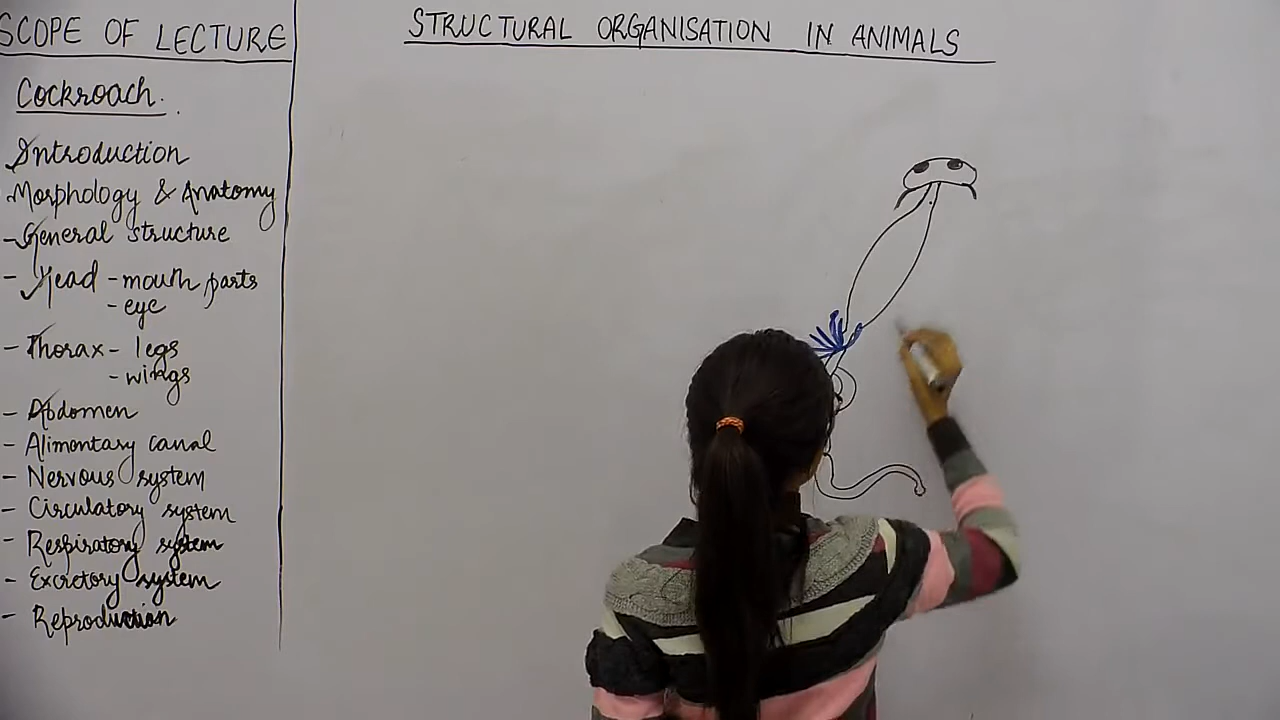 SCOPE OF LECTURE
STRUCTURAL ORGANISATION IN ANIMALS
Cockroach.
Introduction
Morphology & Anatomy
- General structure
- Head - mouth parts
- eye
- Thorax - legs
- wings
- Abdomen
- Alimentary canal
- Nervous system
- Circulatory system
- Respiratory system
- Excretory system
- Reproduction